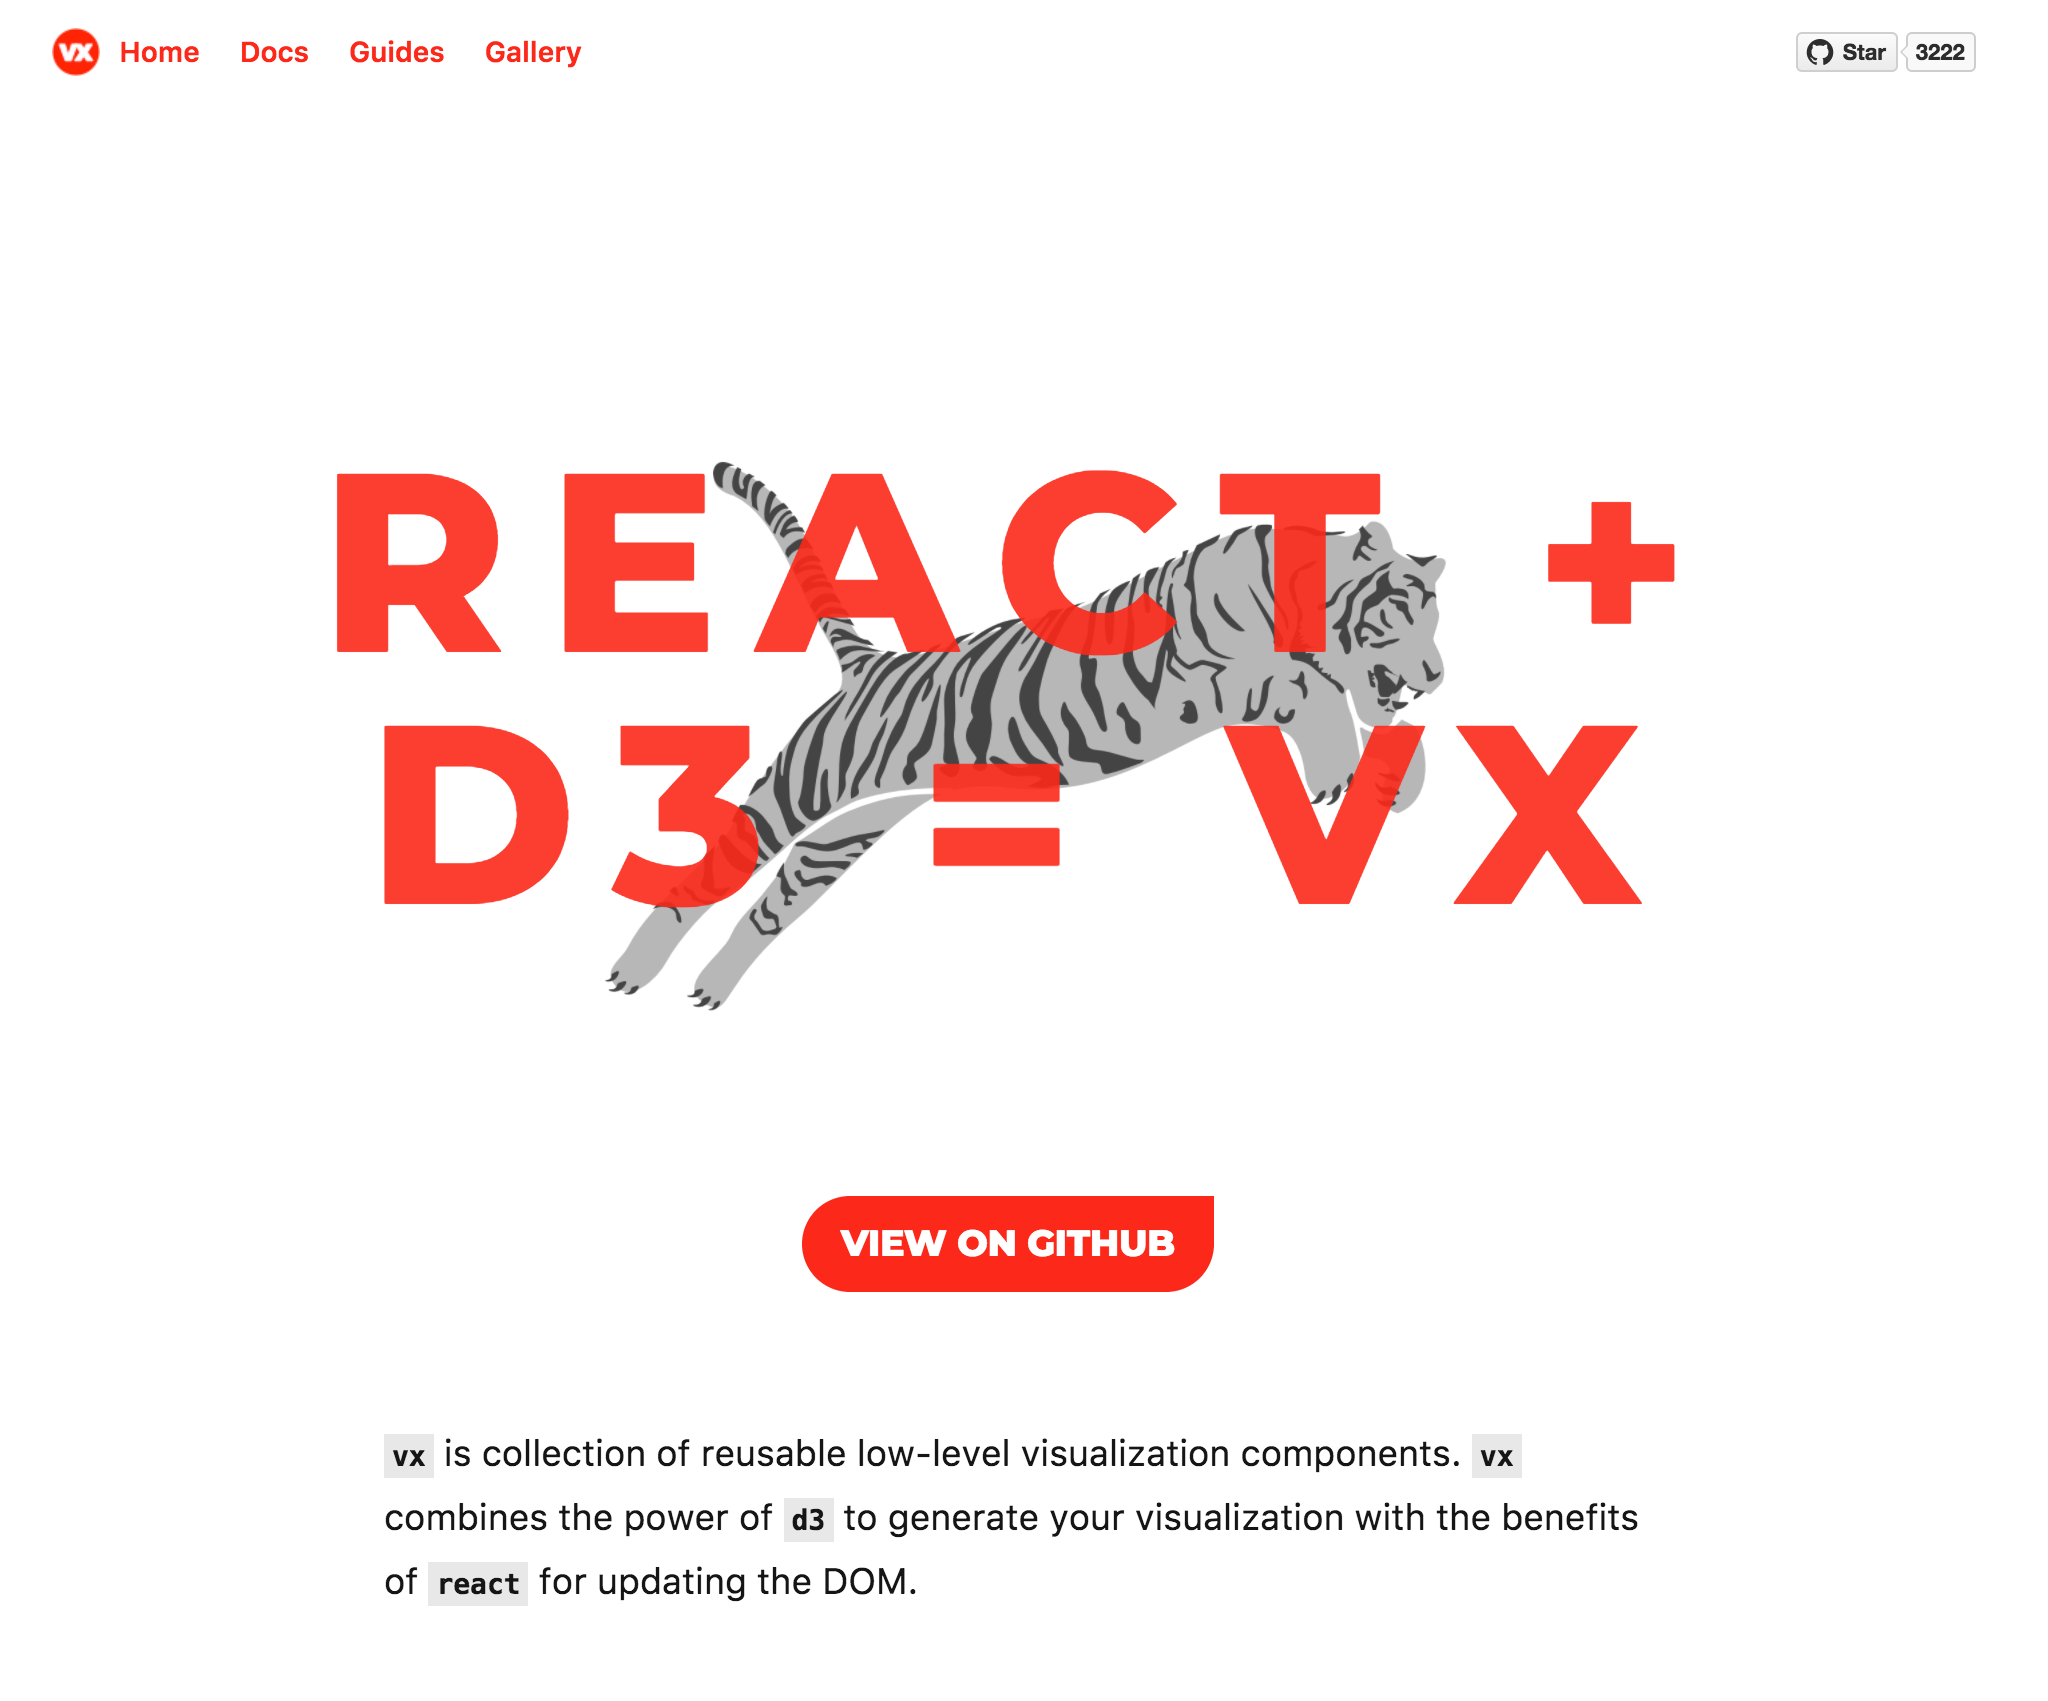 VX Home Docs Guides Gallery Star 3222
REACT +
D3 = VX
VIEW ON GITHUB
vx is collection of reusable low-level visualization components. vx
combines the power of d3 to generate your visualization with the benefits
of react for updating the DOM.